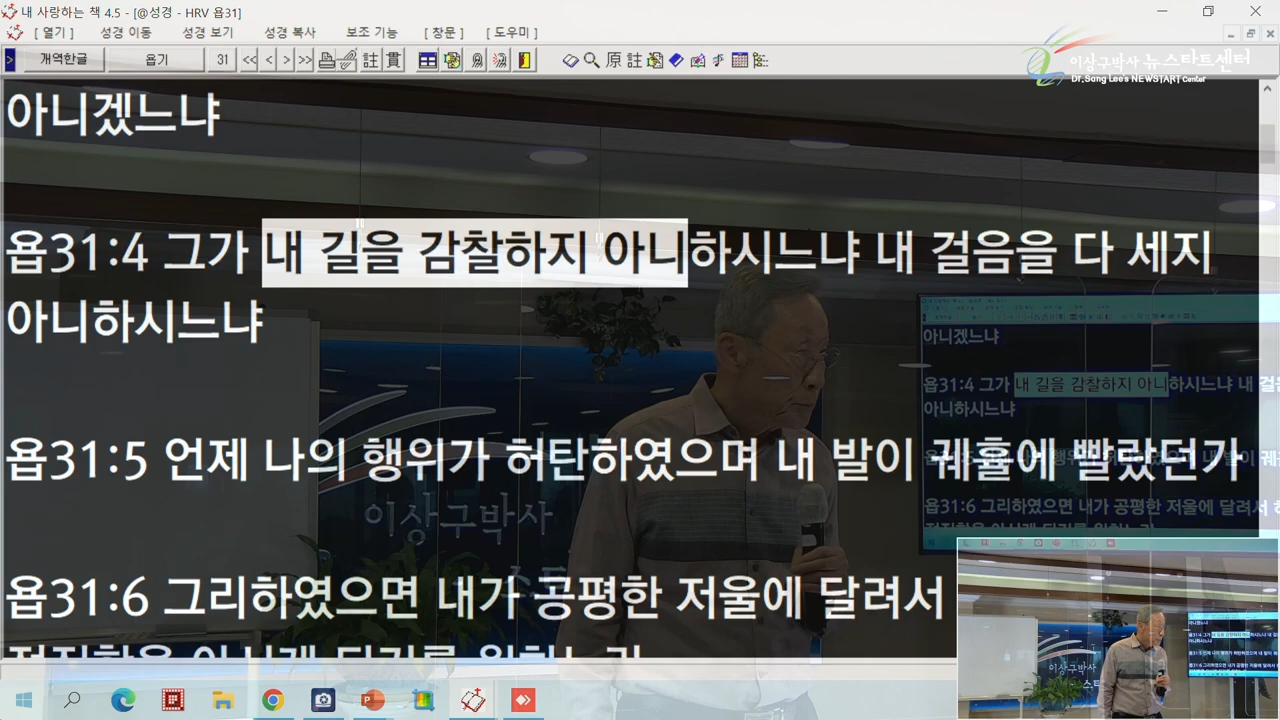 내 사랑하는 책 4.5 - [@성경 - HRV 욥31]
[ 열기 ] 성경 이동 성경 보기 성경 복사 보조 기능 [ 창문 ] [ 도우미 ]
개역한글 욥기 31 << < > >> 註 貫 原 註
이상구박사 뉴스타트센터
Dr.Sang Lee's NEWSTART Center
아니겠느냐
욥31:4 그가 내 길을 감찰하지 아니하시느냐 내 걸음을 다 세지
아니하시느냐
욥31:5 언제 나의 행위가 허탄하였으며 내 발이 궤휼에 빨랐던가
욥31:6 그리하였으면 내가 공평한 저울에 달려서
아니겠느냐
욥31:4 그가 내 길을 감찰하지 아니하시느냐 내
아니하시느냐
욥31:6 그리하였으면 내가 공평한 저울에 달려서
이상구박사
이상구박사